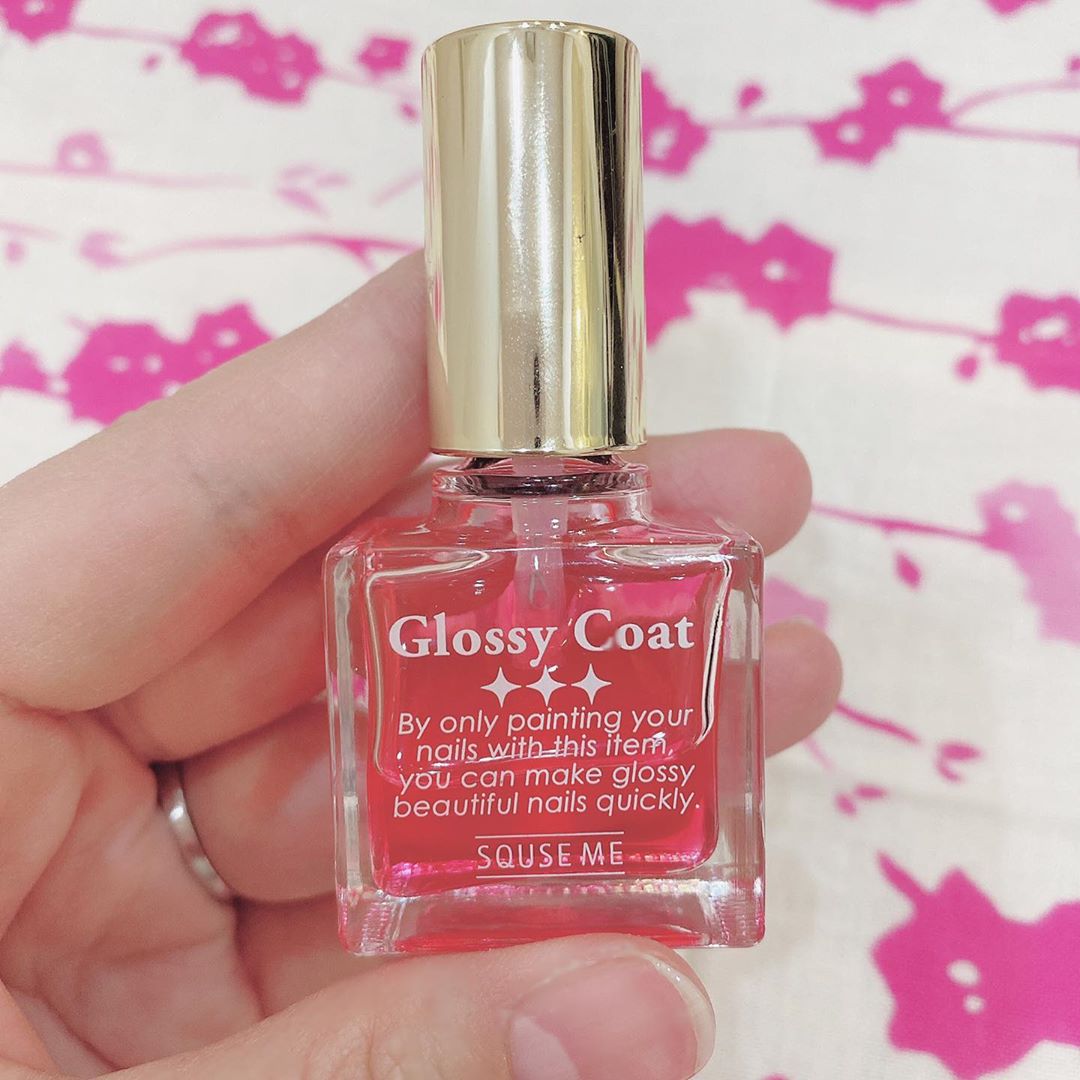 Glossy Coat
By only painting your
nails with this item,
you can make glossy
beautiful nails quickly.
SQUSE ME